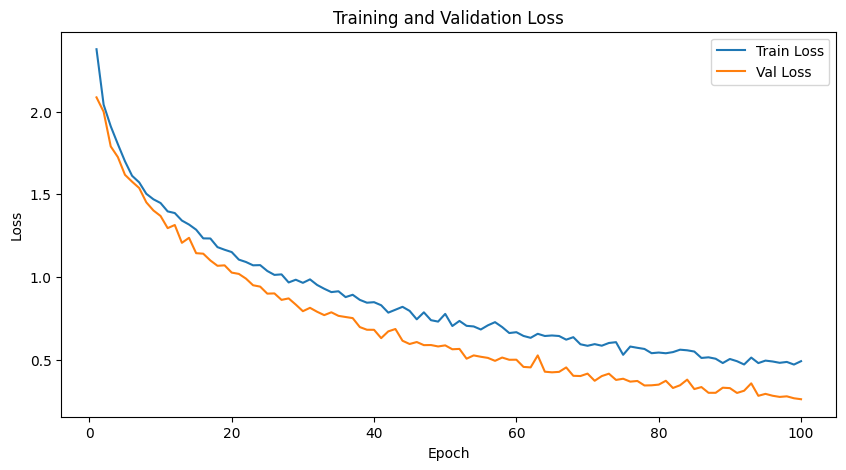 Training and Validation Loss
Train Loss
Val Loss
Loss
2.0
1.5
1.0
0.5
0 20 40 60 80 100
Epoch